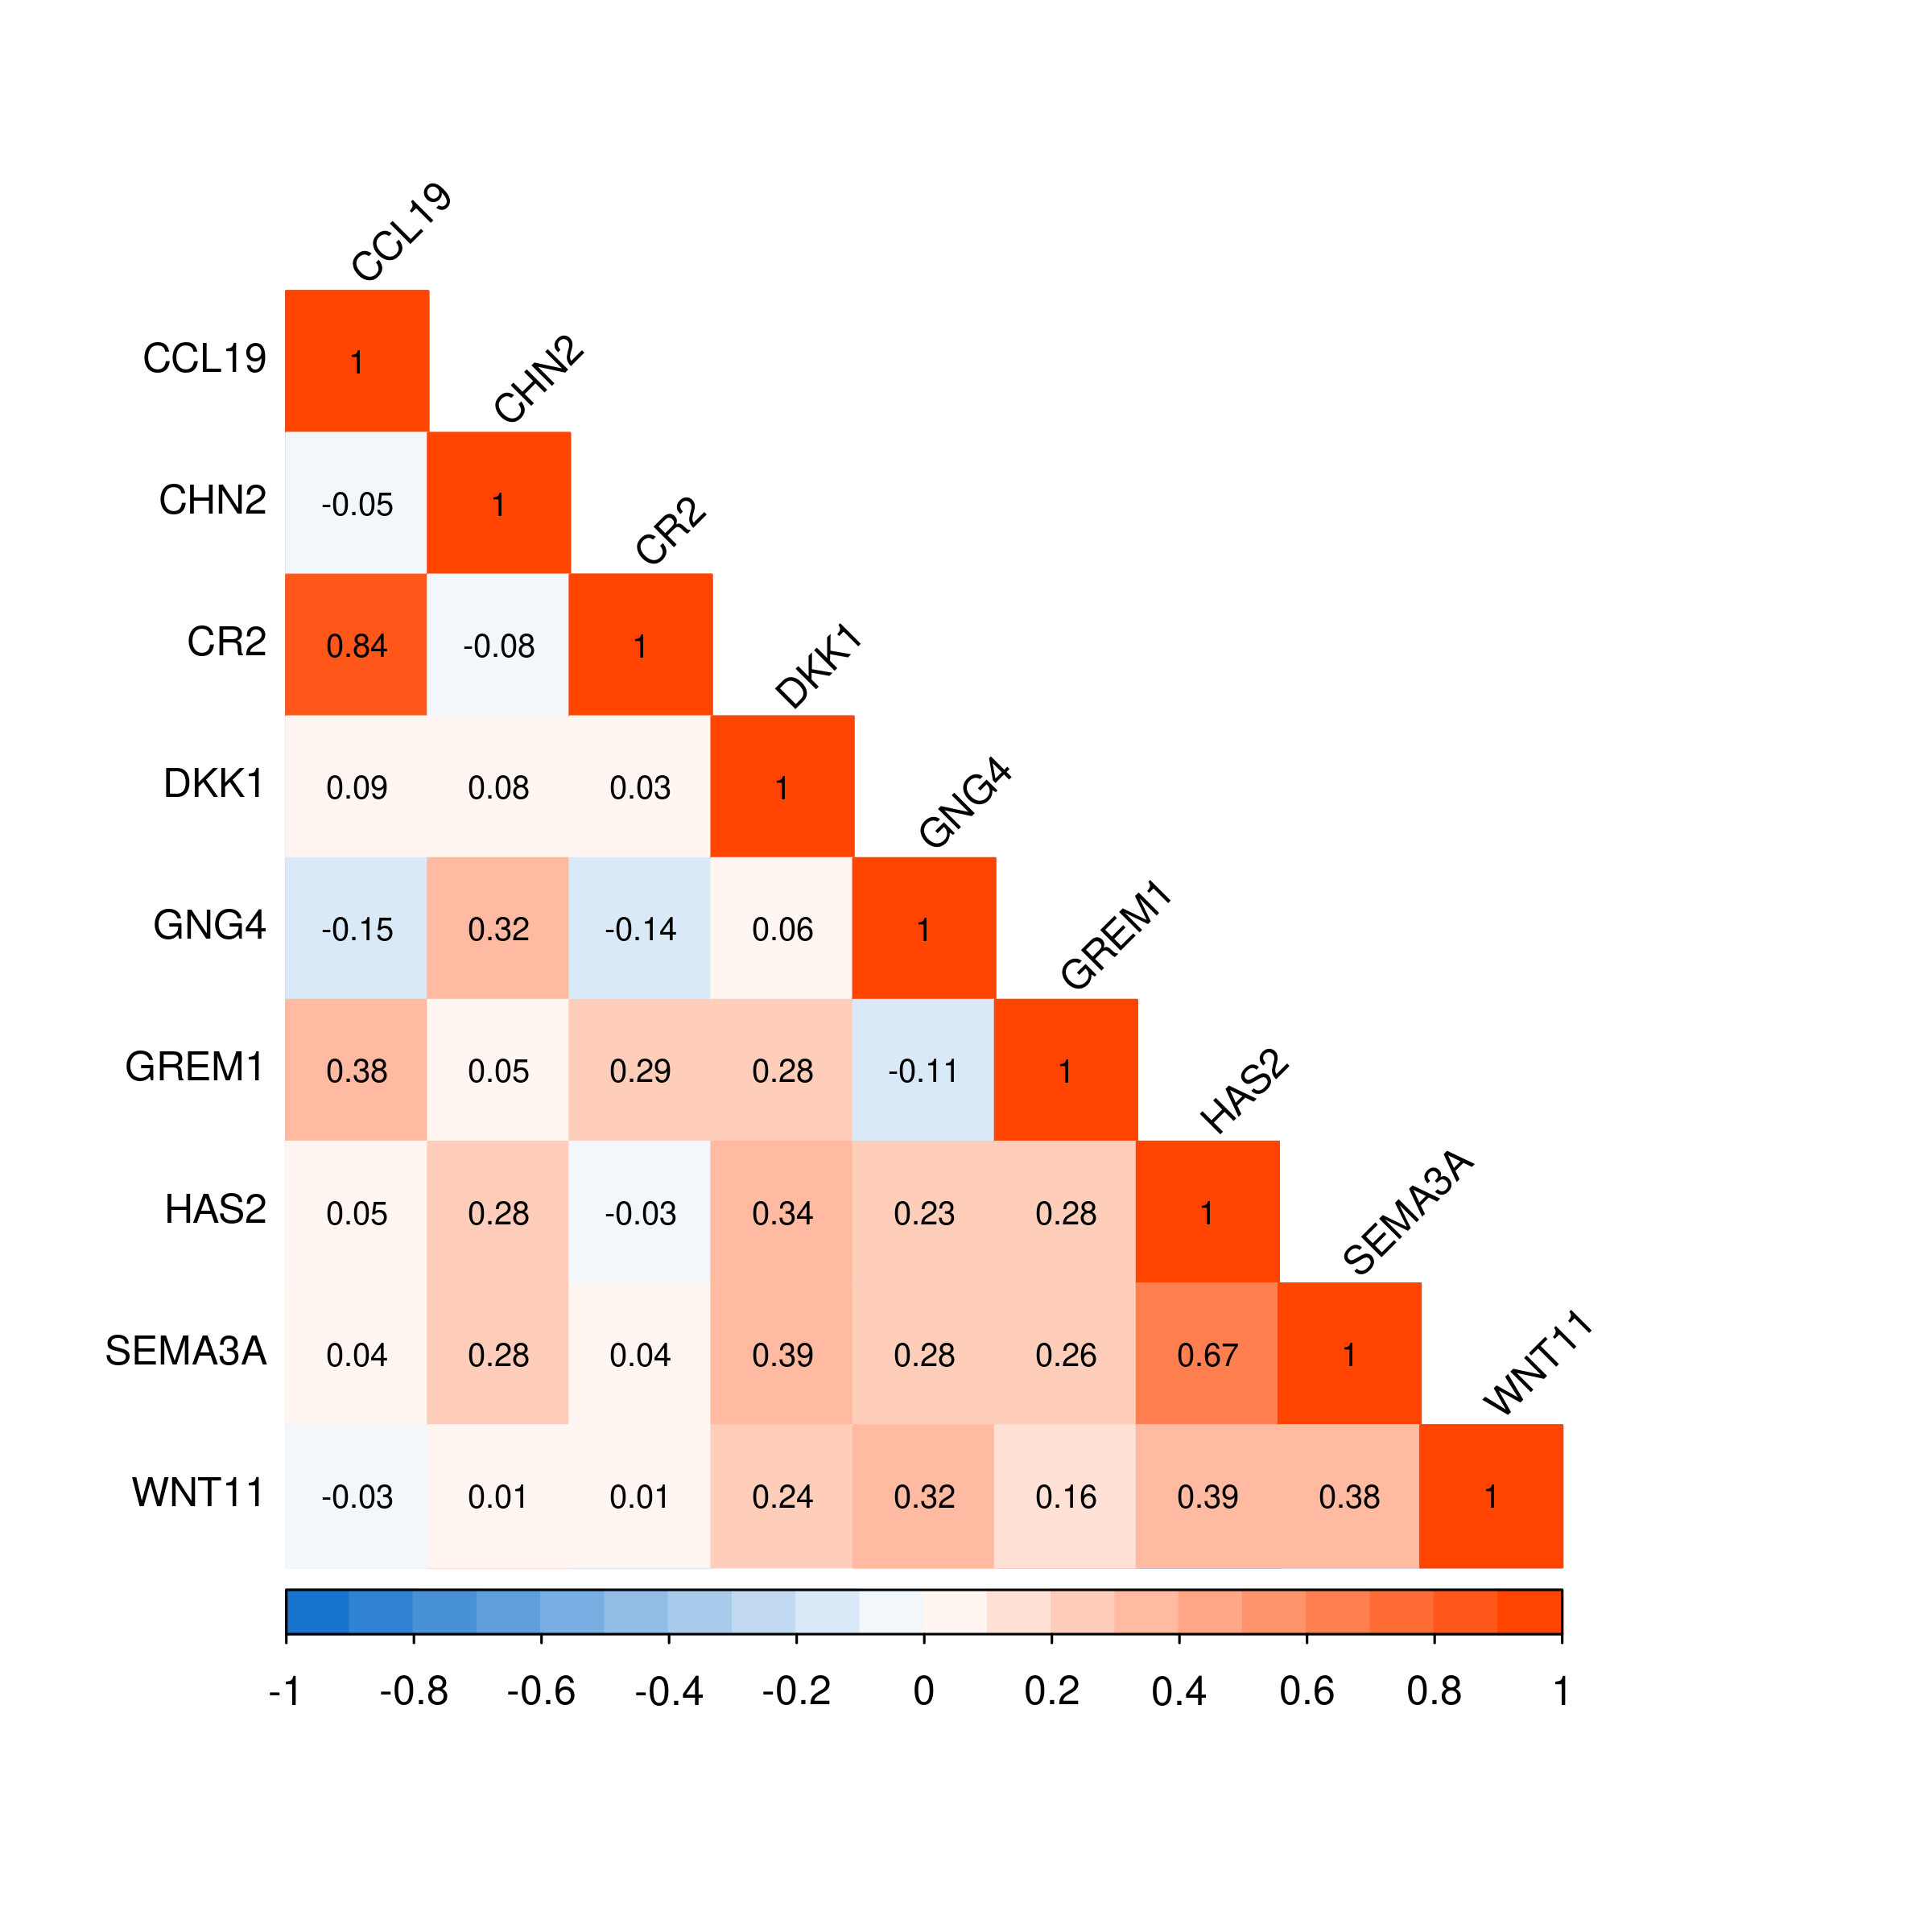 CCL19
CCL19 1
CHN2
CHN2 -0.05 1
CR2
CR2 0.84 -0.08 1
DKK1
DKK1 0.09 0.08 0.03 1
GNG4
GNG4 -0.15 0.32 -0.14 0.06 1
GREM1
GREM1 0.38 0.05 0.29 0.28 -0.11 1
HAS2
HAS2 0.05 0.28 -0.03 0.34 0.23 0.28 1
SEMA3A
SEMA3A 0.04 0.28 0.04 0.39 0.28 0.26 0.67 1
WNT11
WNT11 -0.03 0.01 0.01 0.24 0.32 0.16 0.39 0.38 1
-1 -0.8 -0.6 -0.4 -0.2 0 0.2 0.4 0.6 0.8 1